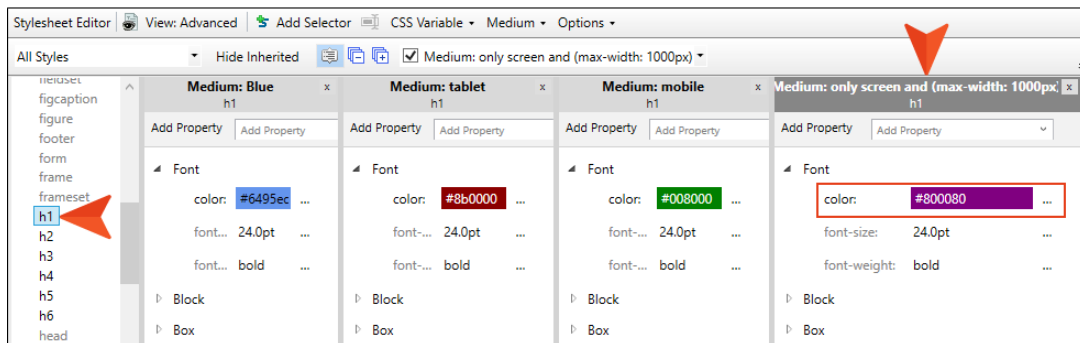 Stylesheet Editor View: Advanced Add Selector CSS Variable Medium Options
All Styles Hide Inherited Medium: only screen and (max-width: 1000px)
fieldset
figcaption
figure
footer
form
frame
frameset
h1
h2
h3
h4
h5
h6
head
Medium: Blue x
h1
Add Property Add Property
Font
color: #6495ec ...
font... 24.0pt
font... bold ...
Block
Box
Medium: tablet x
h1
Add Property Add Property
Font
color: #8b0000 ...
font-... 24.0pt ...
font-... bold ...
Block
Box
Medium: mobile x
h1
Add Property Add Property
Font
color: #008000 ...
font-... 24.0pt ...
font-... bold ...
Block
Box
Medium: only screen and (max-width: 1000px) x
h1
Add Property Add Property
Font
color: #800080 ...
font-size: 24.0pt ...
font-weight: bold ...
Block
Box